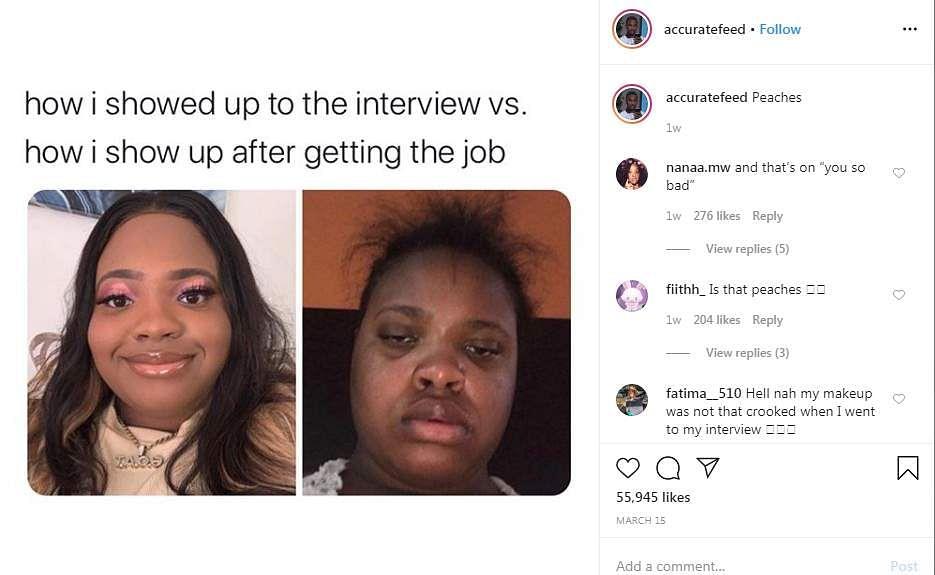 how i showed up to the interview vs.
how i show up after getting the job
accuratefeed • Follow
accuratefeed Peaches
1w
nanaa.mw and that's on "you so
bad"
1w 276 likes Reply
View replies (5)
fiithh_ Is that peaches
1w 204 likes Reply
View replies (3)
fatima__510 Hell nah my makeup
was not that crooked when I went
to my interview
55,945 likes
MARCH 15
Add a comment...
Post